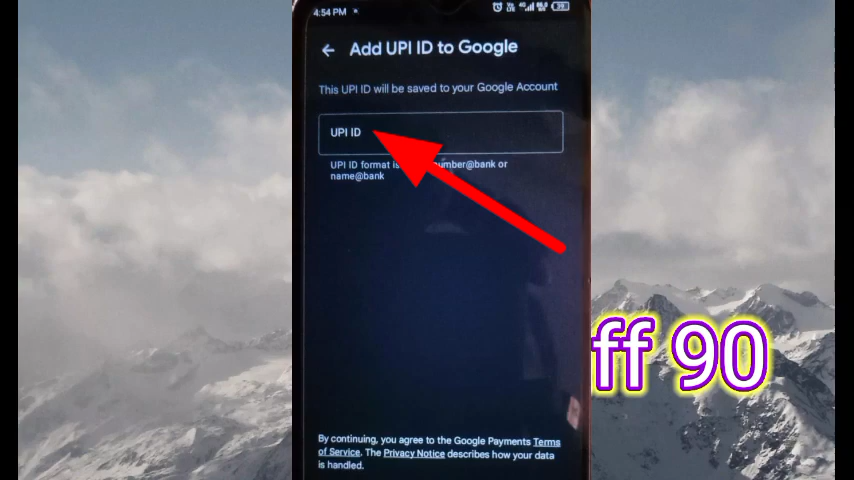 4:54 PM
Add UPI ID to Google
This UPI ID will be saved to your Google Account
UPI ID
UPI ID format is number@bank or
name@bank
ff 90
By continuing, you agree to the Google Payments Terms
of Service. The Privacy Notice describes how your data
is handled.